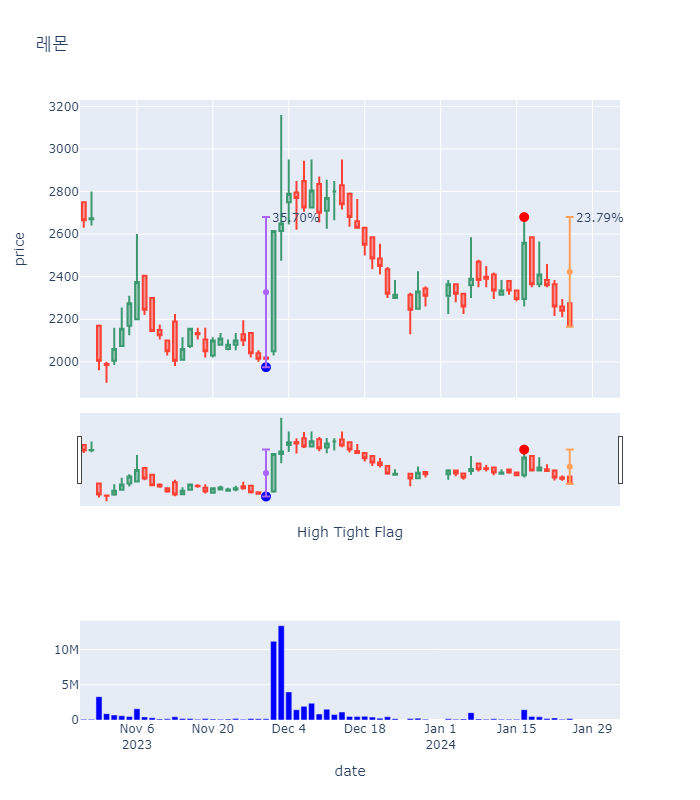 레몬
3200
3000
2800
2600
2400
2200
2000
price
35.70%
23.79%
High Tight Flag
10M
5M
0
Nov 6
2023
Nov 20
Dec 4
Dec 18
Jan 1
2024
Jan 15
Jan 29
date